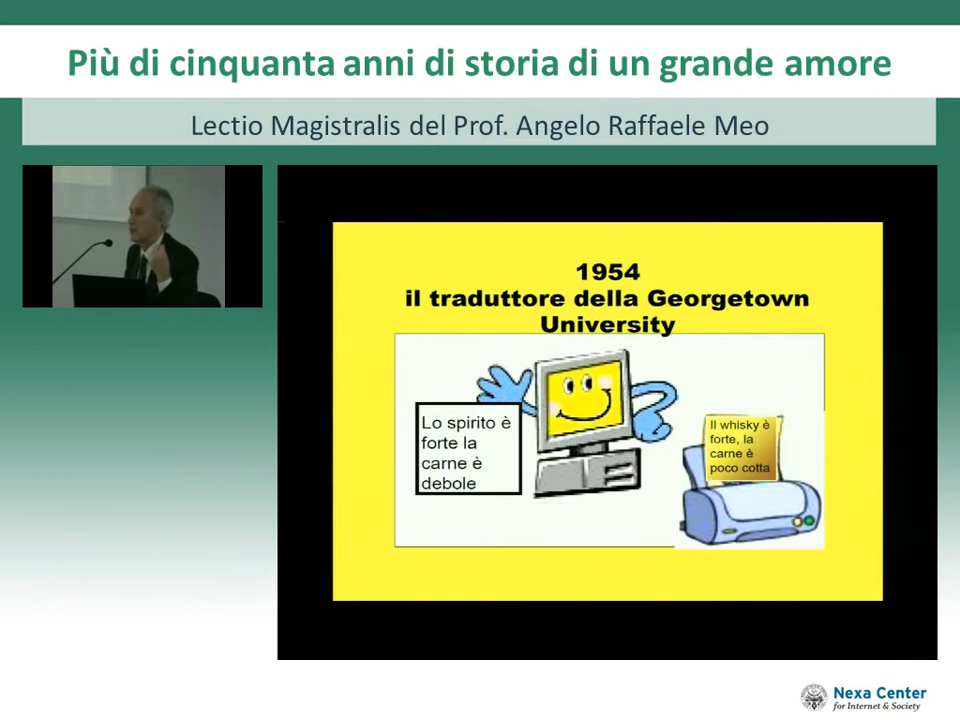 Più di cinquanta anni di storia di un grande amore
Lectio Magistralis del Prof. Angelo Raffaele Meo
1954
il traduttore della Georgetown
University
Lo spirito è
forte la
carne è
debole
Il whisky è
forte, la
carne è
poco cotta
Nexa Center
for Internet & Society